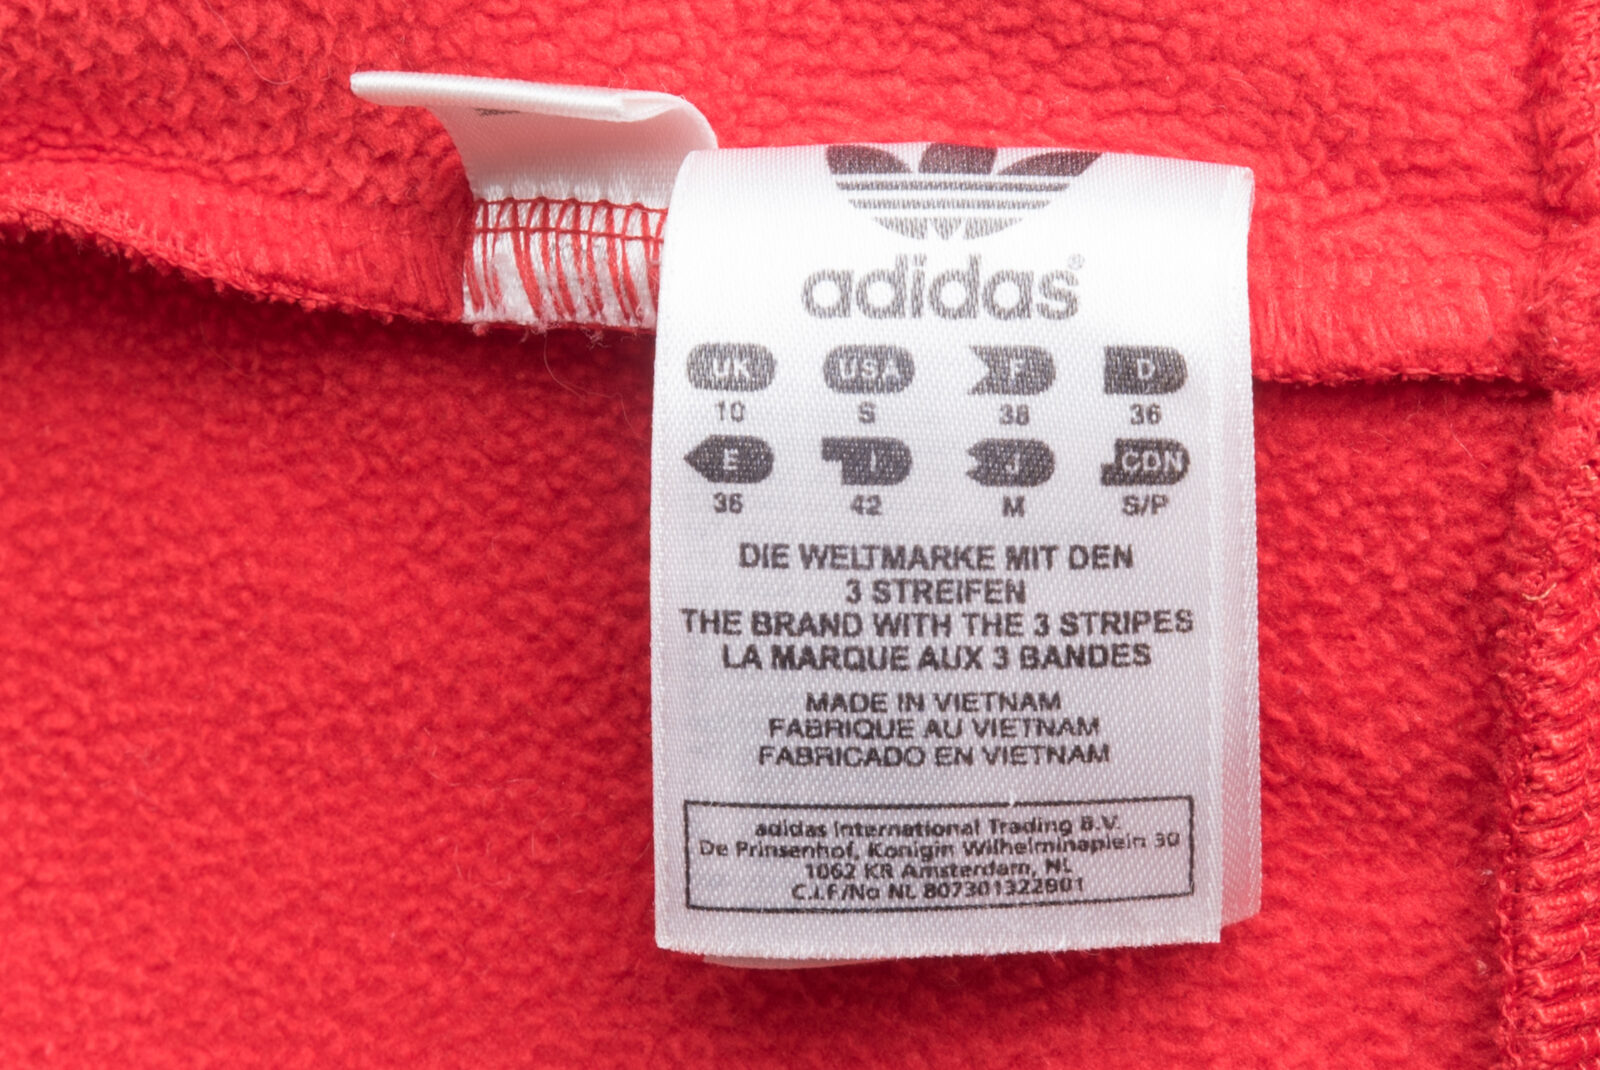 adidas®
UK USA F D
10 S 38 36
E I J CDN
36 42 M S/P
DIE WELTMARKE MIT DEN
3 STREIFEN
THE BRAND WITH THE 3 STRIPES
LA MARQUE AUX 3 BANDES
MADE IN VIETNAM
FABRIQUE AU VIETNAM
FABRICADO EN VIETNAM
adidas International Trading B.V.
De Prinsenhof, Konigin Wilhelminaplein 30
1062 KR Amsterdam, NL
C.I.F/No NL 807301322B01